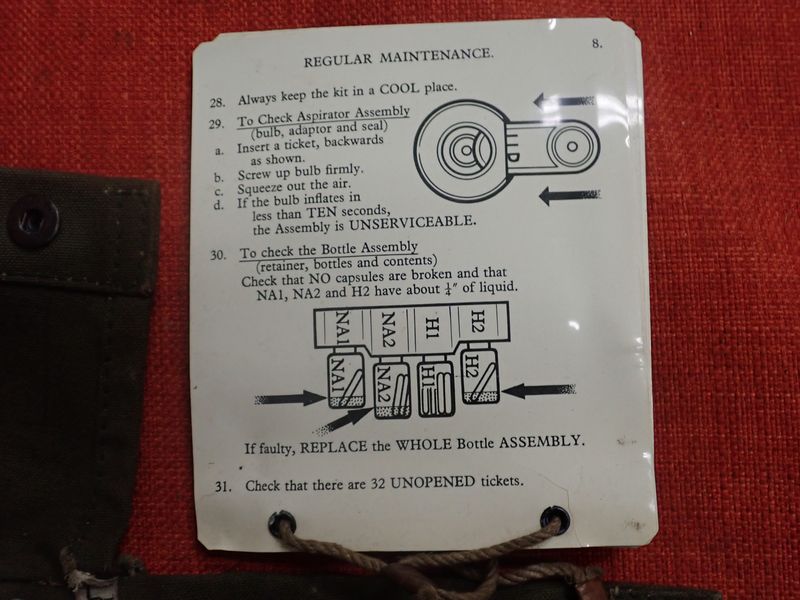 8.
REGULAR MAINTENANCE.
28. Always keep the kit in a COOL place.
29. To Check Aspirator Assembly
(bulb, adaptor and seal)
a. Insert a ticket, backwards
as shown.
b. Screw up bulb firmly.
c. Squeeze out the air.
d. If the bulb inflates in
less than TEN seconds,
the Assembly is UNSERVICEABLE.
30. To check the Bottle Assembly
(retainer, bottles and contents)
Check that NO capsules are broken and that
NA1, NA2 and H2 have about ¼" of liquid.
NA1 NA2 H1 H2
NA1 NA2 H1 H2
If faulty, REPLACE the WHOLE Bottle ASSEMBLY.
31. Check that there are 32 UNOPENED tickets.